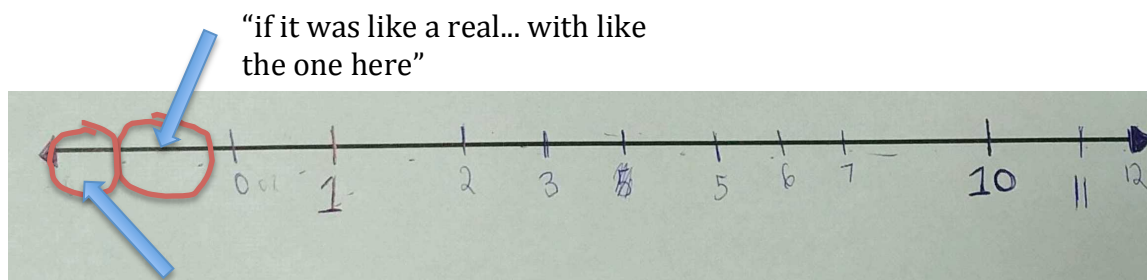 “if it was like a real... with like
the one here”
0 1 2 3 5 6 7 10 11 12